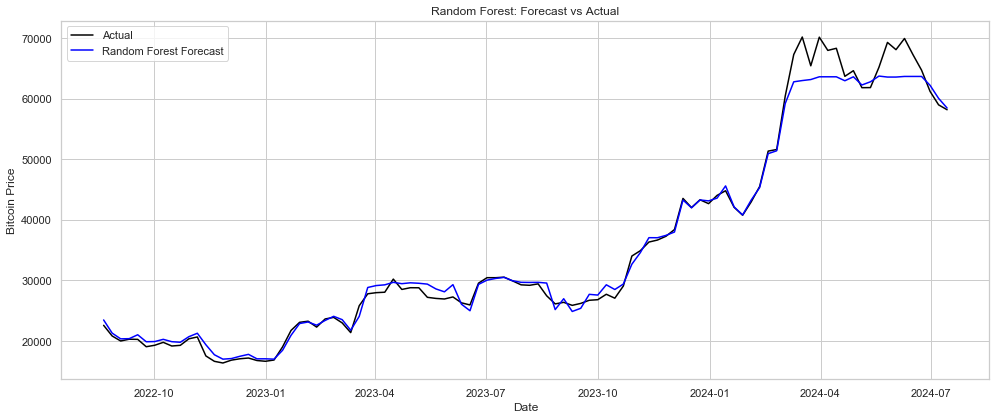 Random Forest: Forecast vs Actual
Actual
Random Forest Forecast
Bitcoin Price
70000
60000
50000
40000
30000
20000
2022-10
2023-01
2023-04
2023-07
2023-10
2024-01
2024-04
2024-07
Date